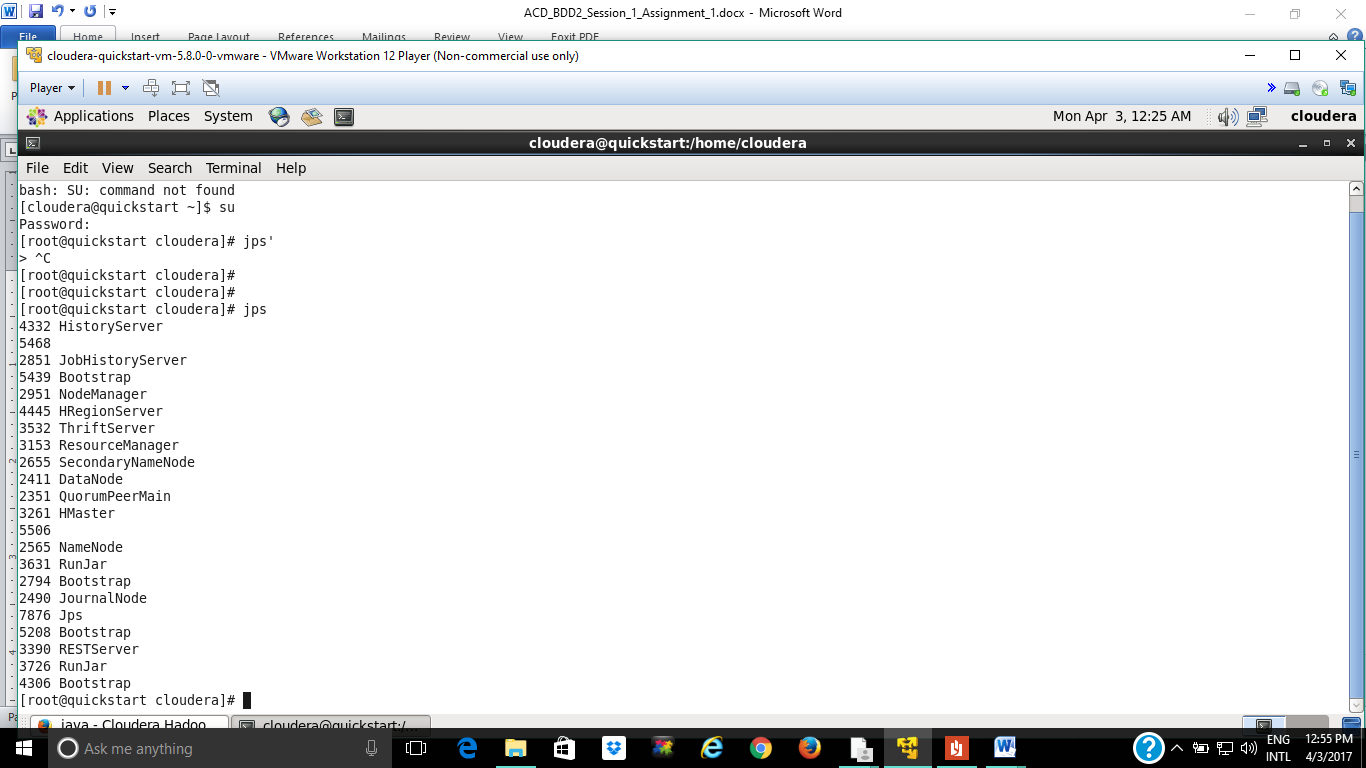 ACD_BDD2_Session_1_Assignment_1.docx - Microsoft Word
File Home Insert Page Layout References Mailings Review View Foxit PDF
cloudera-quickstart-vm-5.8.0-0-vmware - VMware Workstation 12 Player (Non-commercial use only)
Player
Applications Places System Mon Apr 3, 12:25 AM cloudera
cloudera@quickstart:/home/cloudera
File Edit View Search Terminal Help
bash: SU: command not found
[cloudera@quickstart ~]$ su
Password:
[root@quickstart cloudera]# jps'
> ^C
[root@quickstart cloudera]#
[root@quickstart cloudera]#
[root@quickstart cloudera]# jps
4332 HistoryServer
5468
2851 JobHistoryServer
5439 Bootstrap
2951 NodeManager
4445 HRegionServer
3532 ThriftServer
3153 ResourceManager
2655 SecondaryNameNode
2411 DataNode
2351 QuorumPeerMain
3261 HMaster
5506
2565 NameNode
3631 RunJar
2794 Bootstrap
2490 JournalNode
7876 Jps
5208 Bootstrap
3390 RESTServer
3726 RunJar
4306 Bootstrap
[root@quickstart cloudera]#
java - Cloudera Hadoo... cloudera@quickstart:/...
Ask me anything
ENG 12:55 PM
INTL 4/3/2017